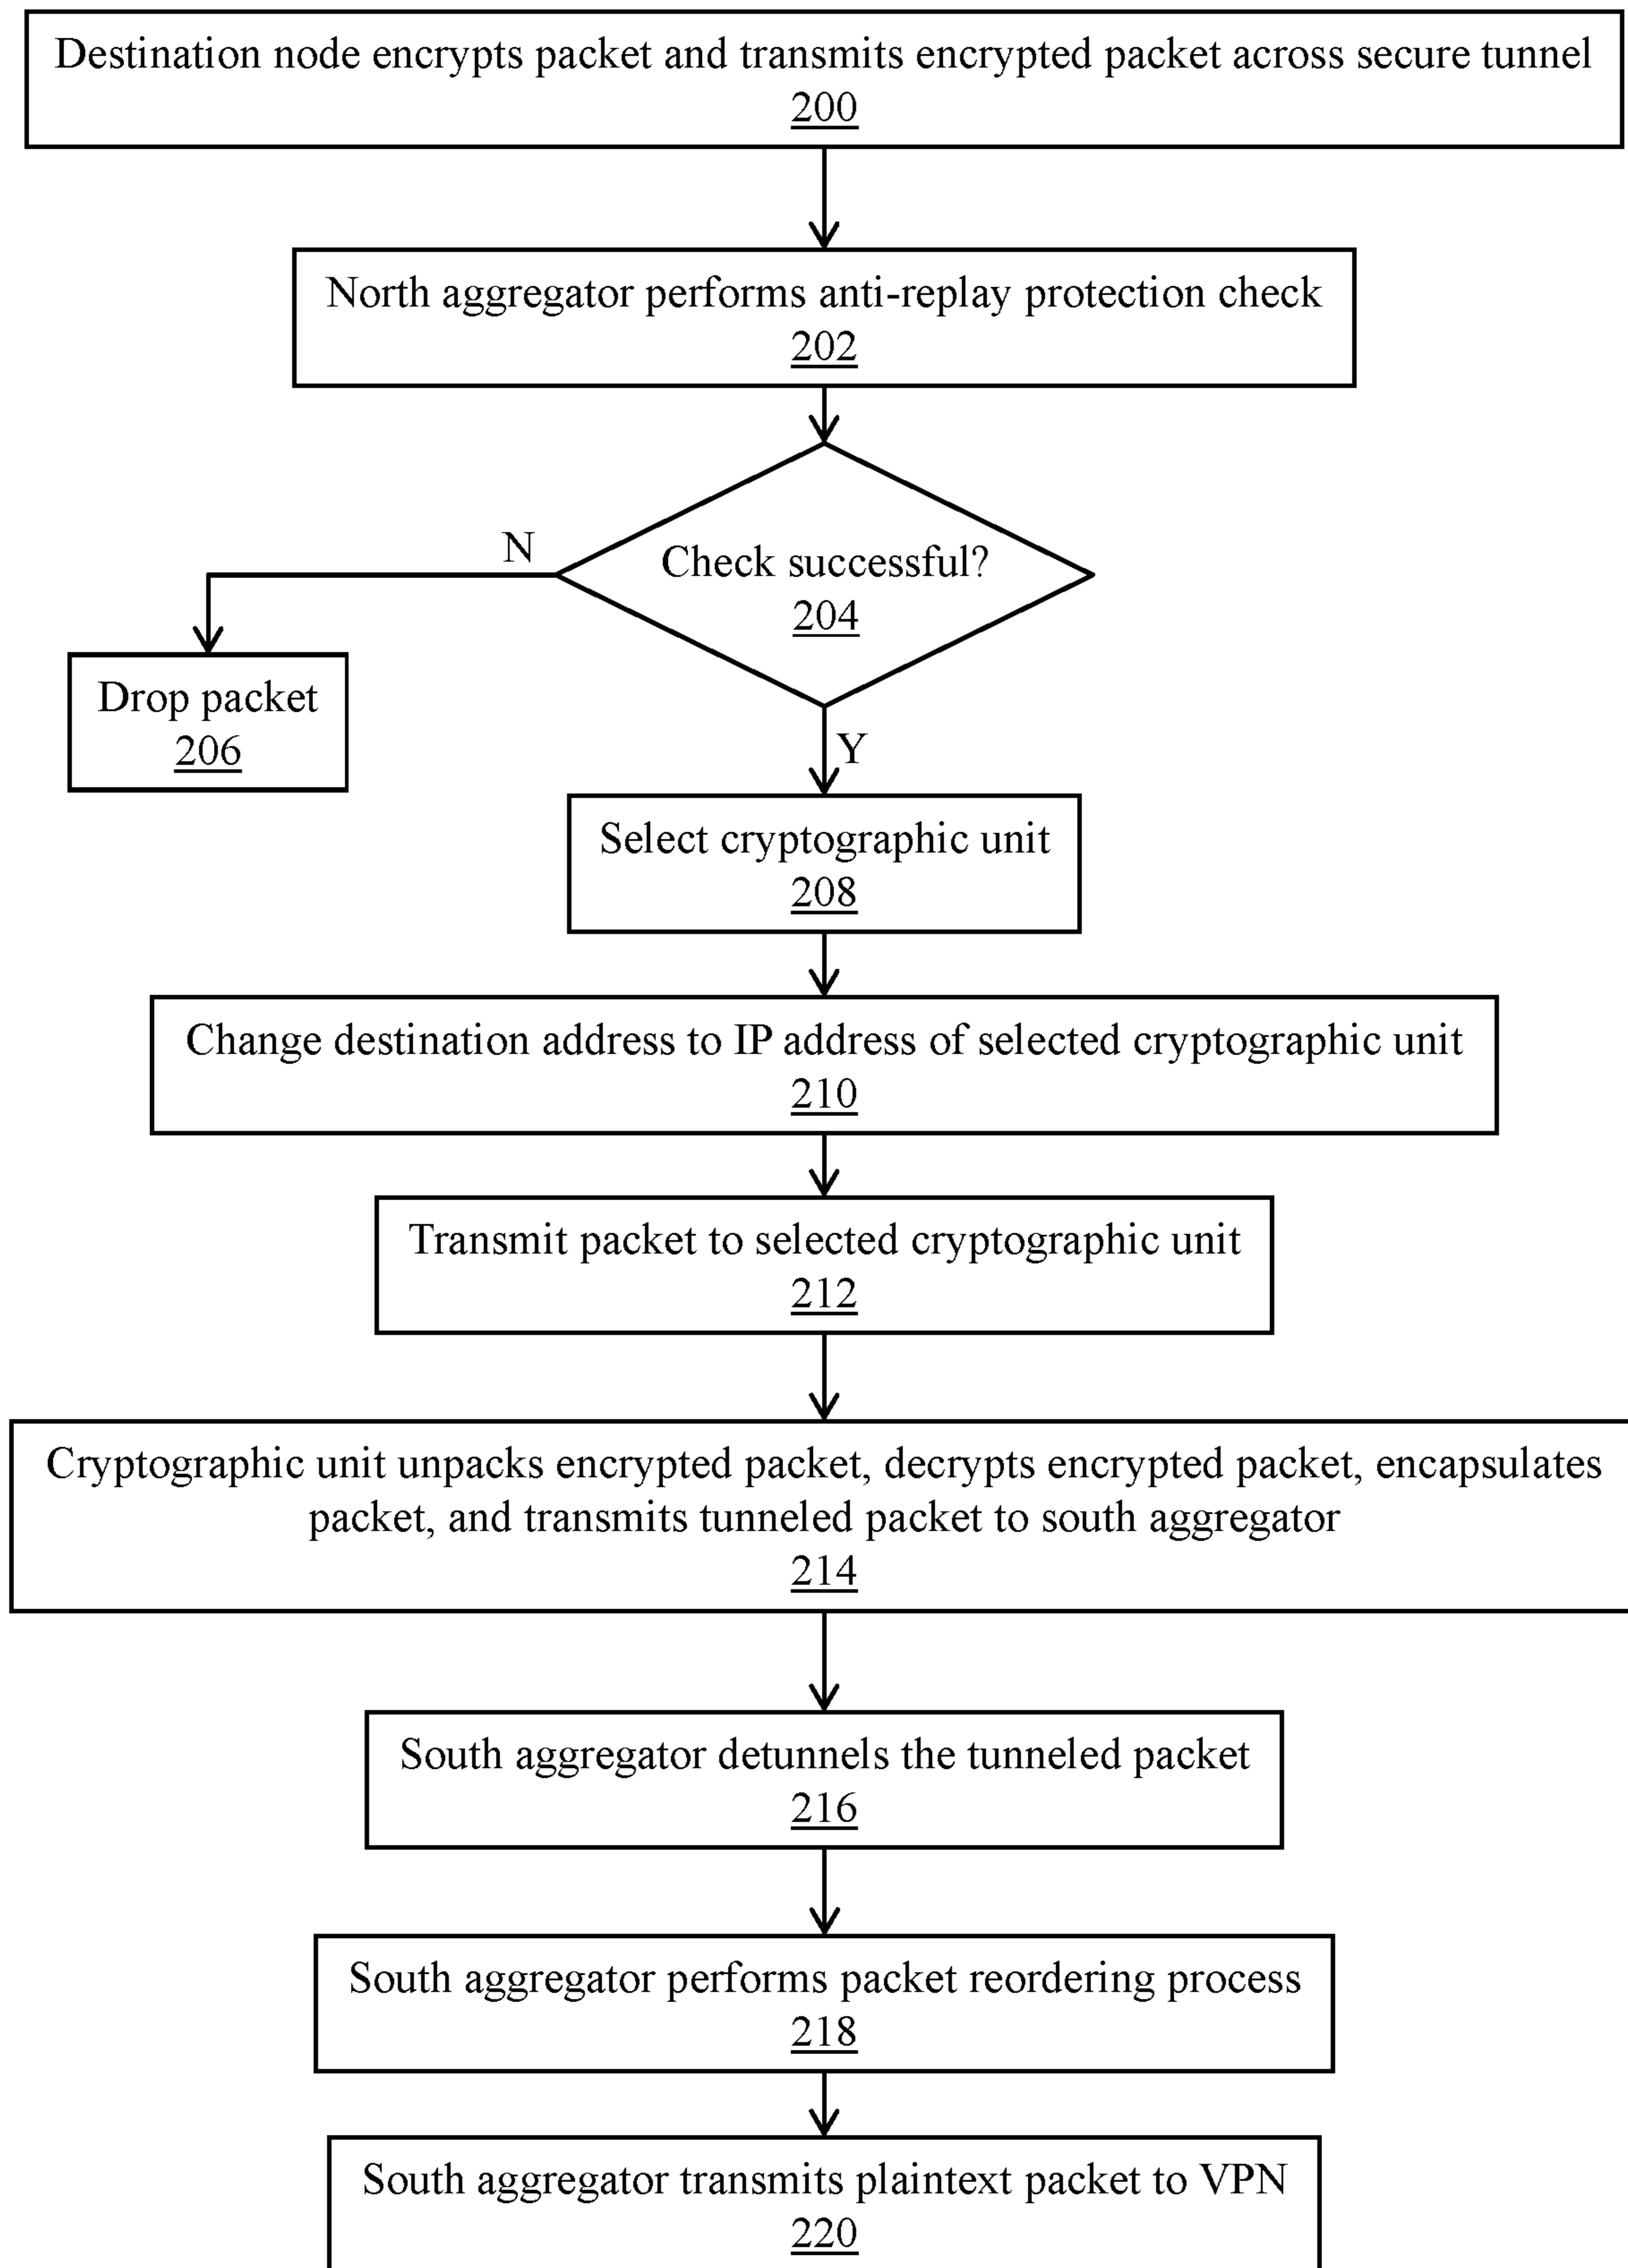 Destination node encrypts packet and transmits encrypted packet across secure tunnel
200
North aggregator performs anti-replay protection check
202
Check successful?
204
N
Drop packet
206
Y
Select cryptographic unit
208
Change destination address to IP address of selected cryptographic unit
210
Transmit packet to selected cryptographic unit
212
Cryptographic unit unpacks encrypted packet, decrypts encrypted packet, encapsulates
packet, and transmits tunneled packet to south aggregator
214
South aggregator detunnels the tunneled packet
216
South aggregator performs packet reordering process
218
South aggregator transmits plaintext packet to VPN
220